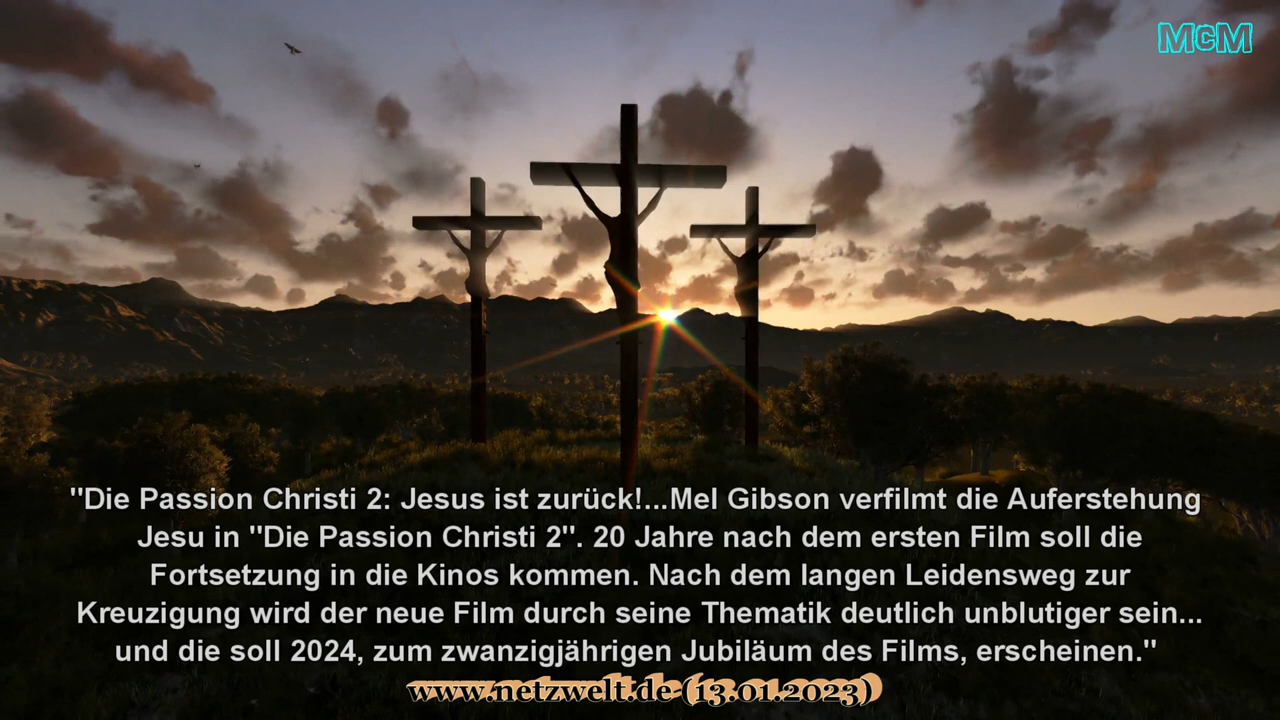 McM
"Die Passion Christi 2: Jesus ist zurück!...Mel Gibson verfilmt die Auferstehung
Jesu in "Die Passion Christi 2". 20 Jahre nach dem ersten Film soll die
Fortsetzung in die Kinos kommen. Nach dem langen Leidensweg zur
Kreuzigung wird der neue Film durch seine Thematik deutlich unblutiger sein...
und die soll 2024, zum zwanzigjährigen Jubiläum des Films, erscheinen."
www.netzwelt.de (13.01.2023)